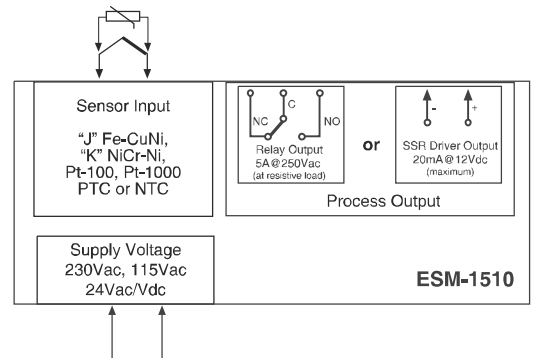 Sensor Input
"J" Fe-CuNi,
"K" NiCr-Ni,
Pt-100, Pt-1000
PTC or NTC
C
NC
NO
Relay Output
5A@250Vac
(at resistive load)
or
-
+
SSR Driver Output
20mA@12Vdc
(maximum)
Process Output
Supply Voltage
230Vac, 115Vac
24Vac/Vdc
ESM-1510